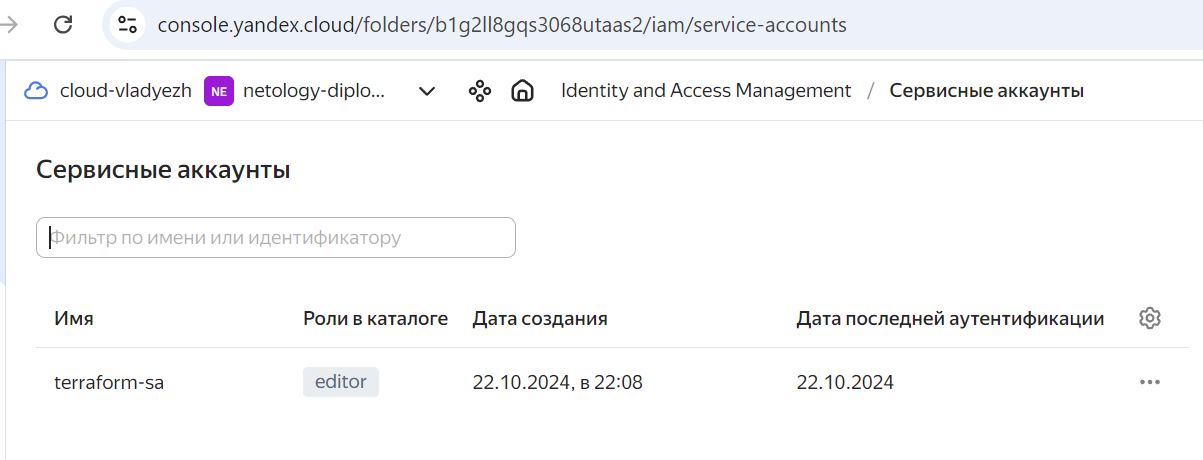 console.yandex.cloud/folders/b1g2ll8gqs3068utaas2/iam/service-accounts
cloud-vladyezh NE netology-diplo... Identity and Access Management / Сервисные аккаунты
Сервисные аккаунты
Фильтр по имени или идентификатору
Имя Роли в каталоге Дата создания Дата последней аутентификации
terraform-sa editor 22.10.2024, в 22:08 22.10.2024